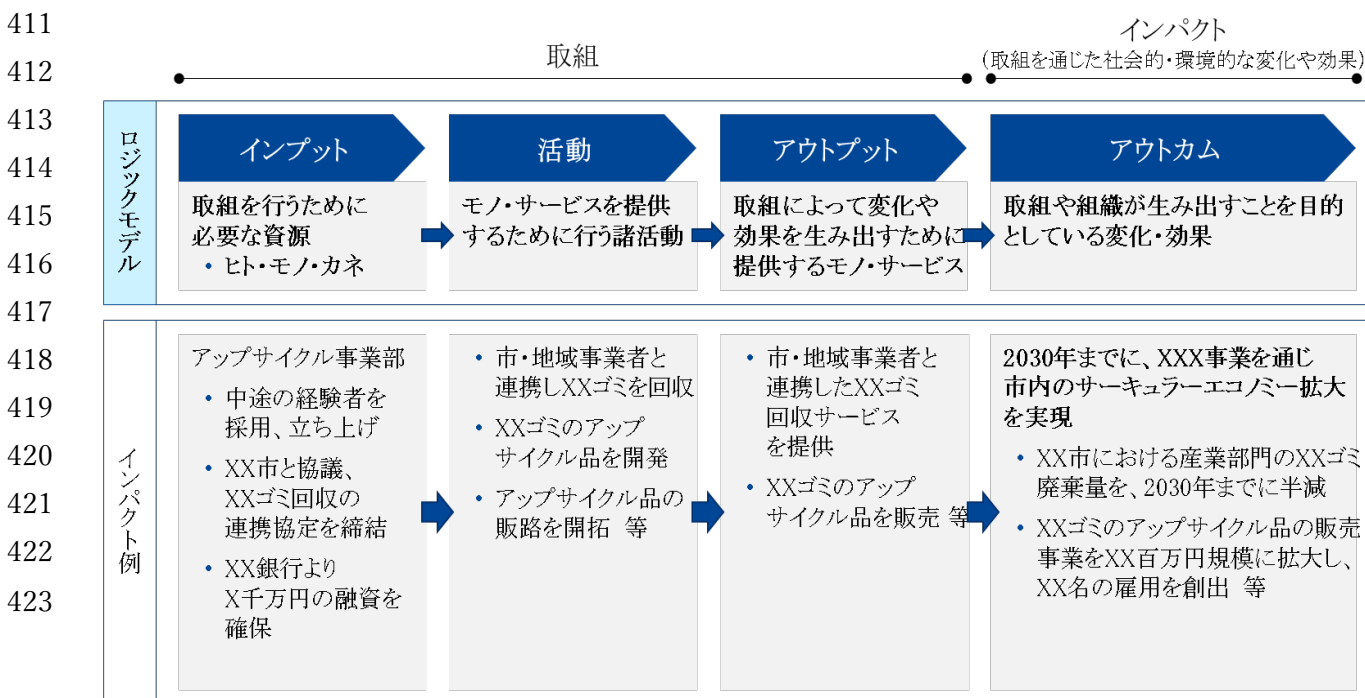 411
412
413
414
415
416
417
418
419
420
421
422
423
取組
インパクト
(取組を通じた社会的・環境的な変化や効果)
ロジックモデル
インプット
取組を行うために
必要な資源
• ヒト・モノ・カネ
活動
モノ・サービスを提供
するために行う諸活動
アウトプット
取組によって変化や
効果を生み出すために
提供するモノ・サービス
アウトカム
取組や組織が生み出すことを目的
としている変化・効果
インパクト例
アップサイクル事業部
• 中途の経験者を
採用、立ち上げ
• XX市と協議、
XXゴミ回収の
連携協定を締結
• XX銀行より
X千万円の融資を
確保
• 市・地域事業者と
連携しXXゴミを回収
• XXゴミのアップ
サイクル品を開発
• アップサイクル品の
販路を開拓 等
• 市・地域事業者と
連携したXXゴミ
回収サービス
を提供
• XXゴミのアップ
サイクル品を販売 等
2030年までに、XXX事業を通じ
市内のサーキュラーエコノミー拡大
を実現
• XX市における産業部門のXXゴミ
廃棄量を、2030年までに半減
• XXゴミのアップサイクル品の販売
事業をXX百万円規模に拡大し、
XX名の雇用を創出 等